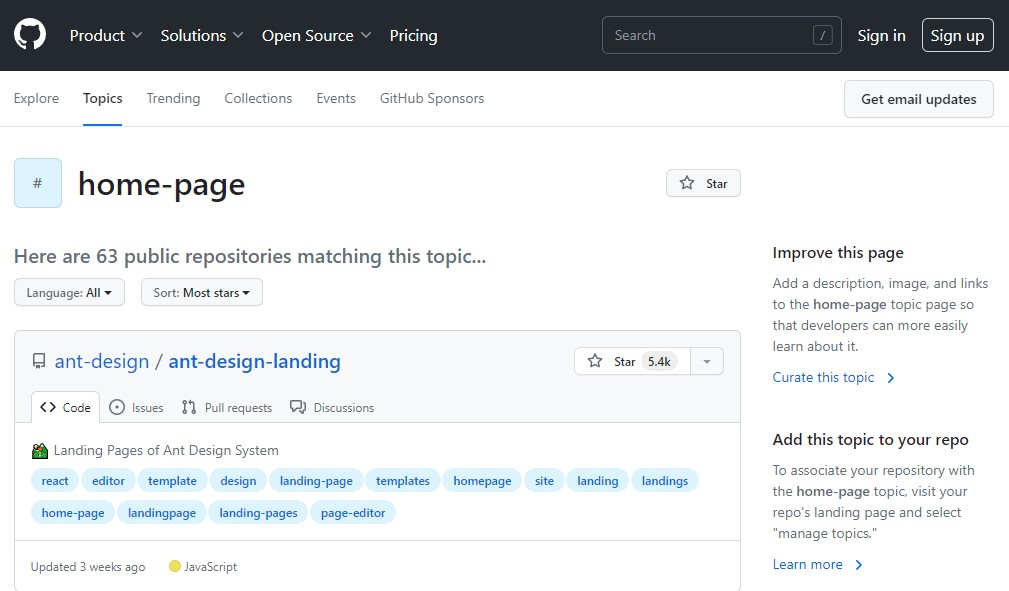 Product Solutions Open Source Pricing Search / Sign in Sign up
Explore Topics Trending Collections Events GitHub Sponsors Get email updates
# home-page Star
Here are 63 public repositories matching this topic...
Language: All Sort: Most stars
ant-design / ant-design-landing Star 5.4k
Code Issues Pull requests Discussions
Landing Pages of Ant Design System
react editor template design landing-page templates homepage site landing landings
home-page landingpage landing-pages page-editor
Updated 3 weeks ago JavaScript
Improve this page
Add a description, image, and links
to the home-page topic page so
that developers can more easily
learn about it.
Curate this topic
Add this topic to your repo
To associate your repository with
the home-page topic, visit your
repo's landing page and select
"manage topics."
Learn more